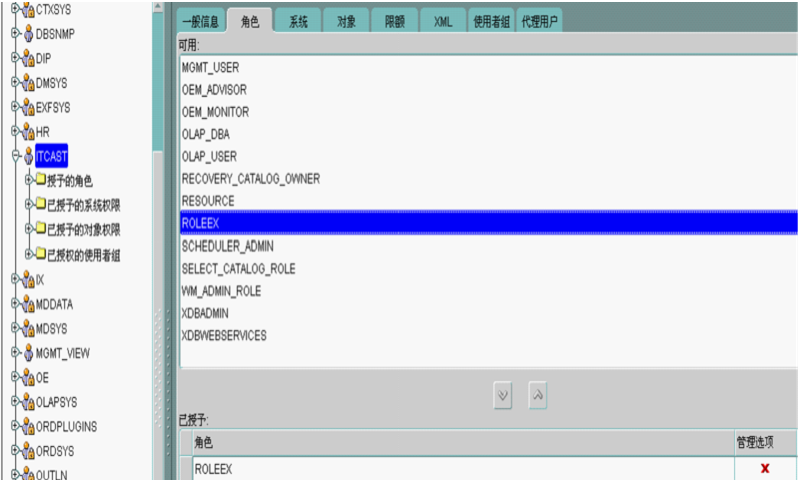 CTXSYS
DBSNMP
DIP
DMSYS
EXFSYS
HR
ITCAST
授予的角色
已授予的系统权限
已授予的对象权限
已授权的使用者组
IX
MDDATA
MDSYS
MGMT_VIEW
OE
OLAPSYS
ORDPLUGINS
ORDSYS
OUTLN
一般信息 角色 系统 对象 限额 XML 使用者组 代理用户
可用:
MGMT_USER
OEM_ADVISOR
OEM_MONITOR
OLAP_DBA
OLAP_USER
RECOVERY_CATALOG_OWNER
RESOURCE
ROLEEX
SCHEDULER_ADMIN
SELECT_CATALOG_ROLE
WM_ADMIN_ROLE
XDBADMIN
XDBWEBSERVICES
已授予:
角色 管理选项
ROLEEX